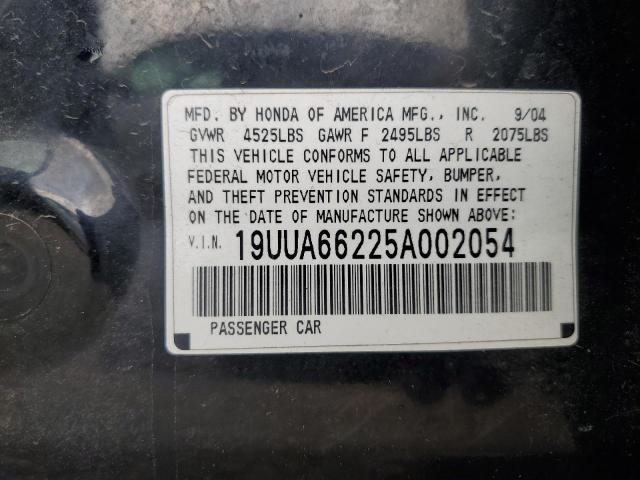 MFD. BY HONDA OF AMERICA MFG., INC. 9/04
GVWR 4525LBS GAWR F 2495LBS R 2075LBS
THIS VEHICLE CONFORMS TO ALL APPLICABLE
FEDERAL MOTOR VEHICLE SAFETY, BUMPER,
AND THEFT PREVENTION STANDARDS IN EFFECT
ON THE DATE OF MANUFACTURE SHOWN ABOVE:
V.I.N. 19UUA66225A002054
PASSENGER CAR